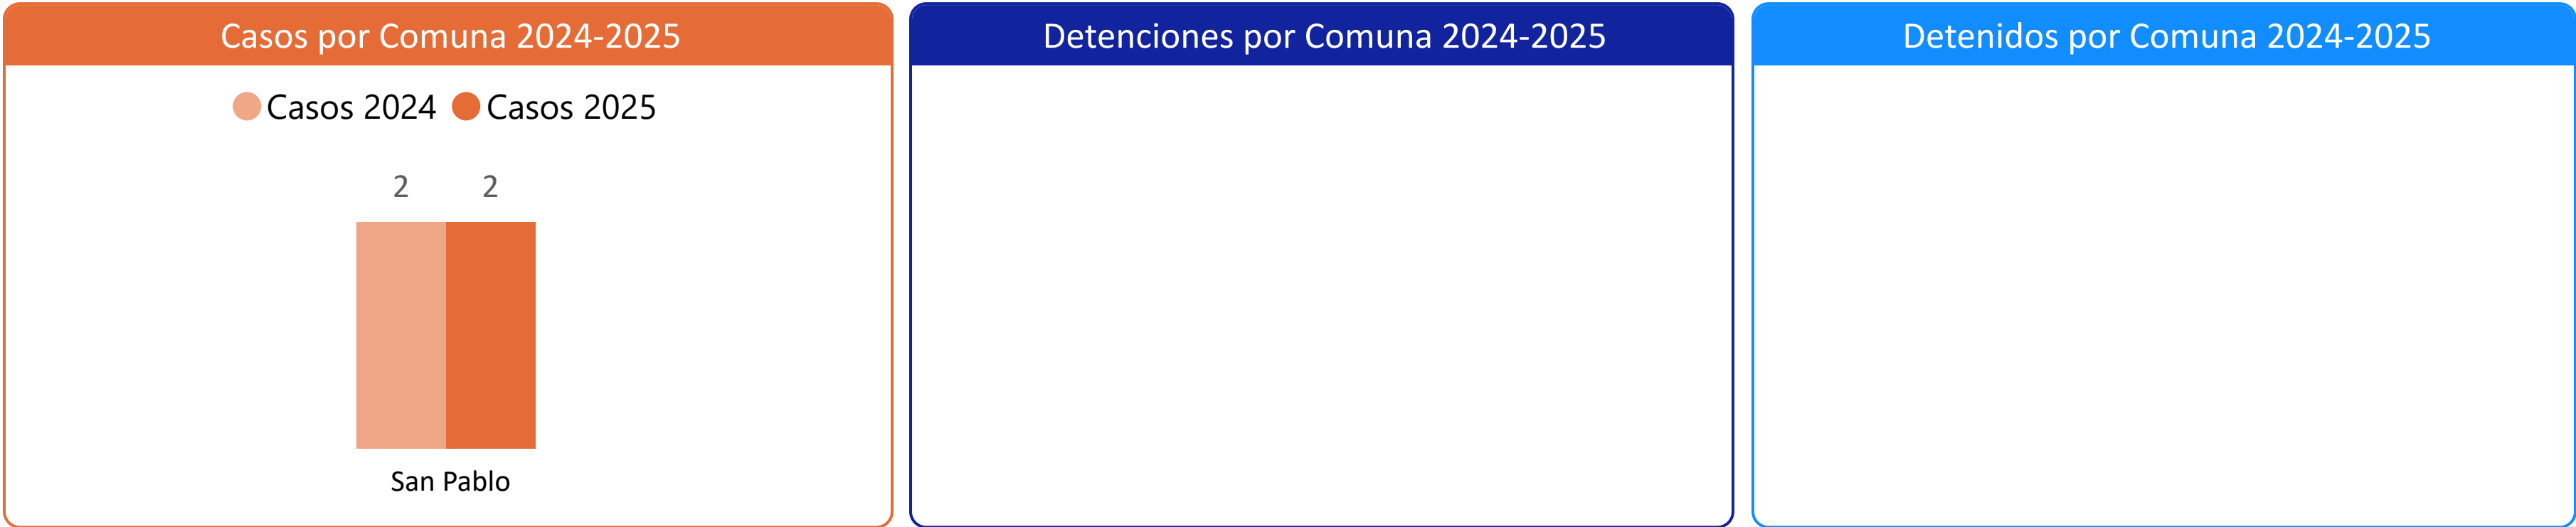 Casos por Comuna 2024-2025
Casos 2024 Casos 2025
2 2
San Pablo
Detenciones por Comuna 2024-2025
Detenidos por Comuna 2024-2025